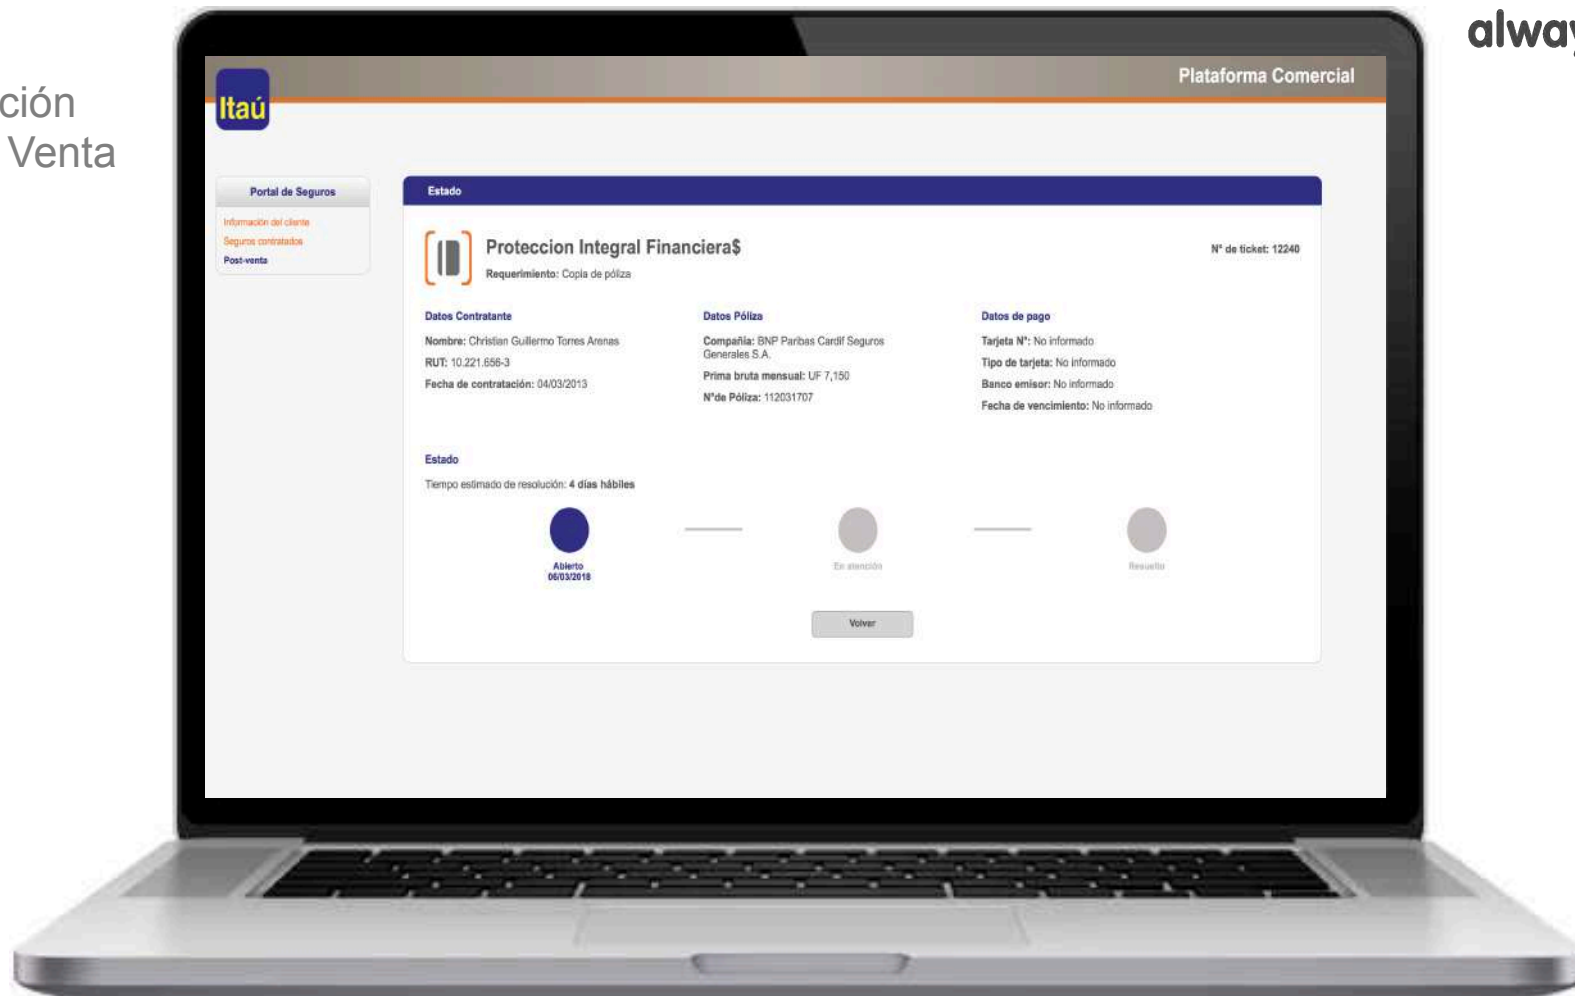 ción
Venta
alway
Itaú
Plataforma Comercial
Portal de Seguros
Información del cliente
Seguros contratados
Post-venta
Estado
Proteccion Integral Financiera$
Requerimiento: Copia de póliza
N° de ticket: 12240
Datos Contratante
Nombre: Christian Guillermo Torres Arenas
RUT: 10.221.656-3
Fecha de contratación: 04/03/2013
Datos Póliza
Compañía: BNP Paribas Cardif Seguros
Generales S.A.
Prima bruta mensual: UF 7,150
N°de Póliza: 112031707
Datos de pago
Tarjeta N°: No informado
Tipo de tarjeta: No informado
Banco emisor: No informado
Fecha de vencimiento: No informado
Estado
Tiempo estimado de resolución: 4 días hábiles
Abierto
06/03/2018
En atención
Resuelto
Volver